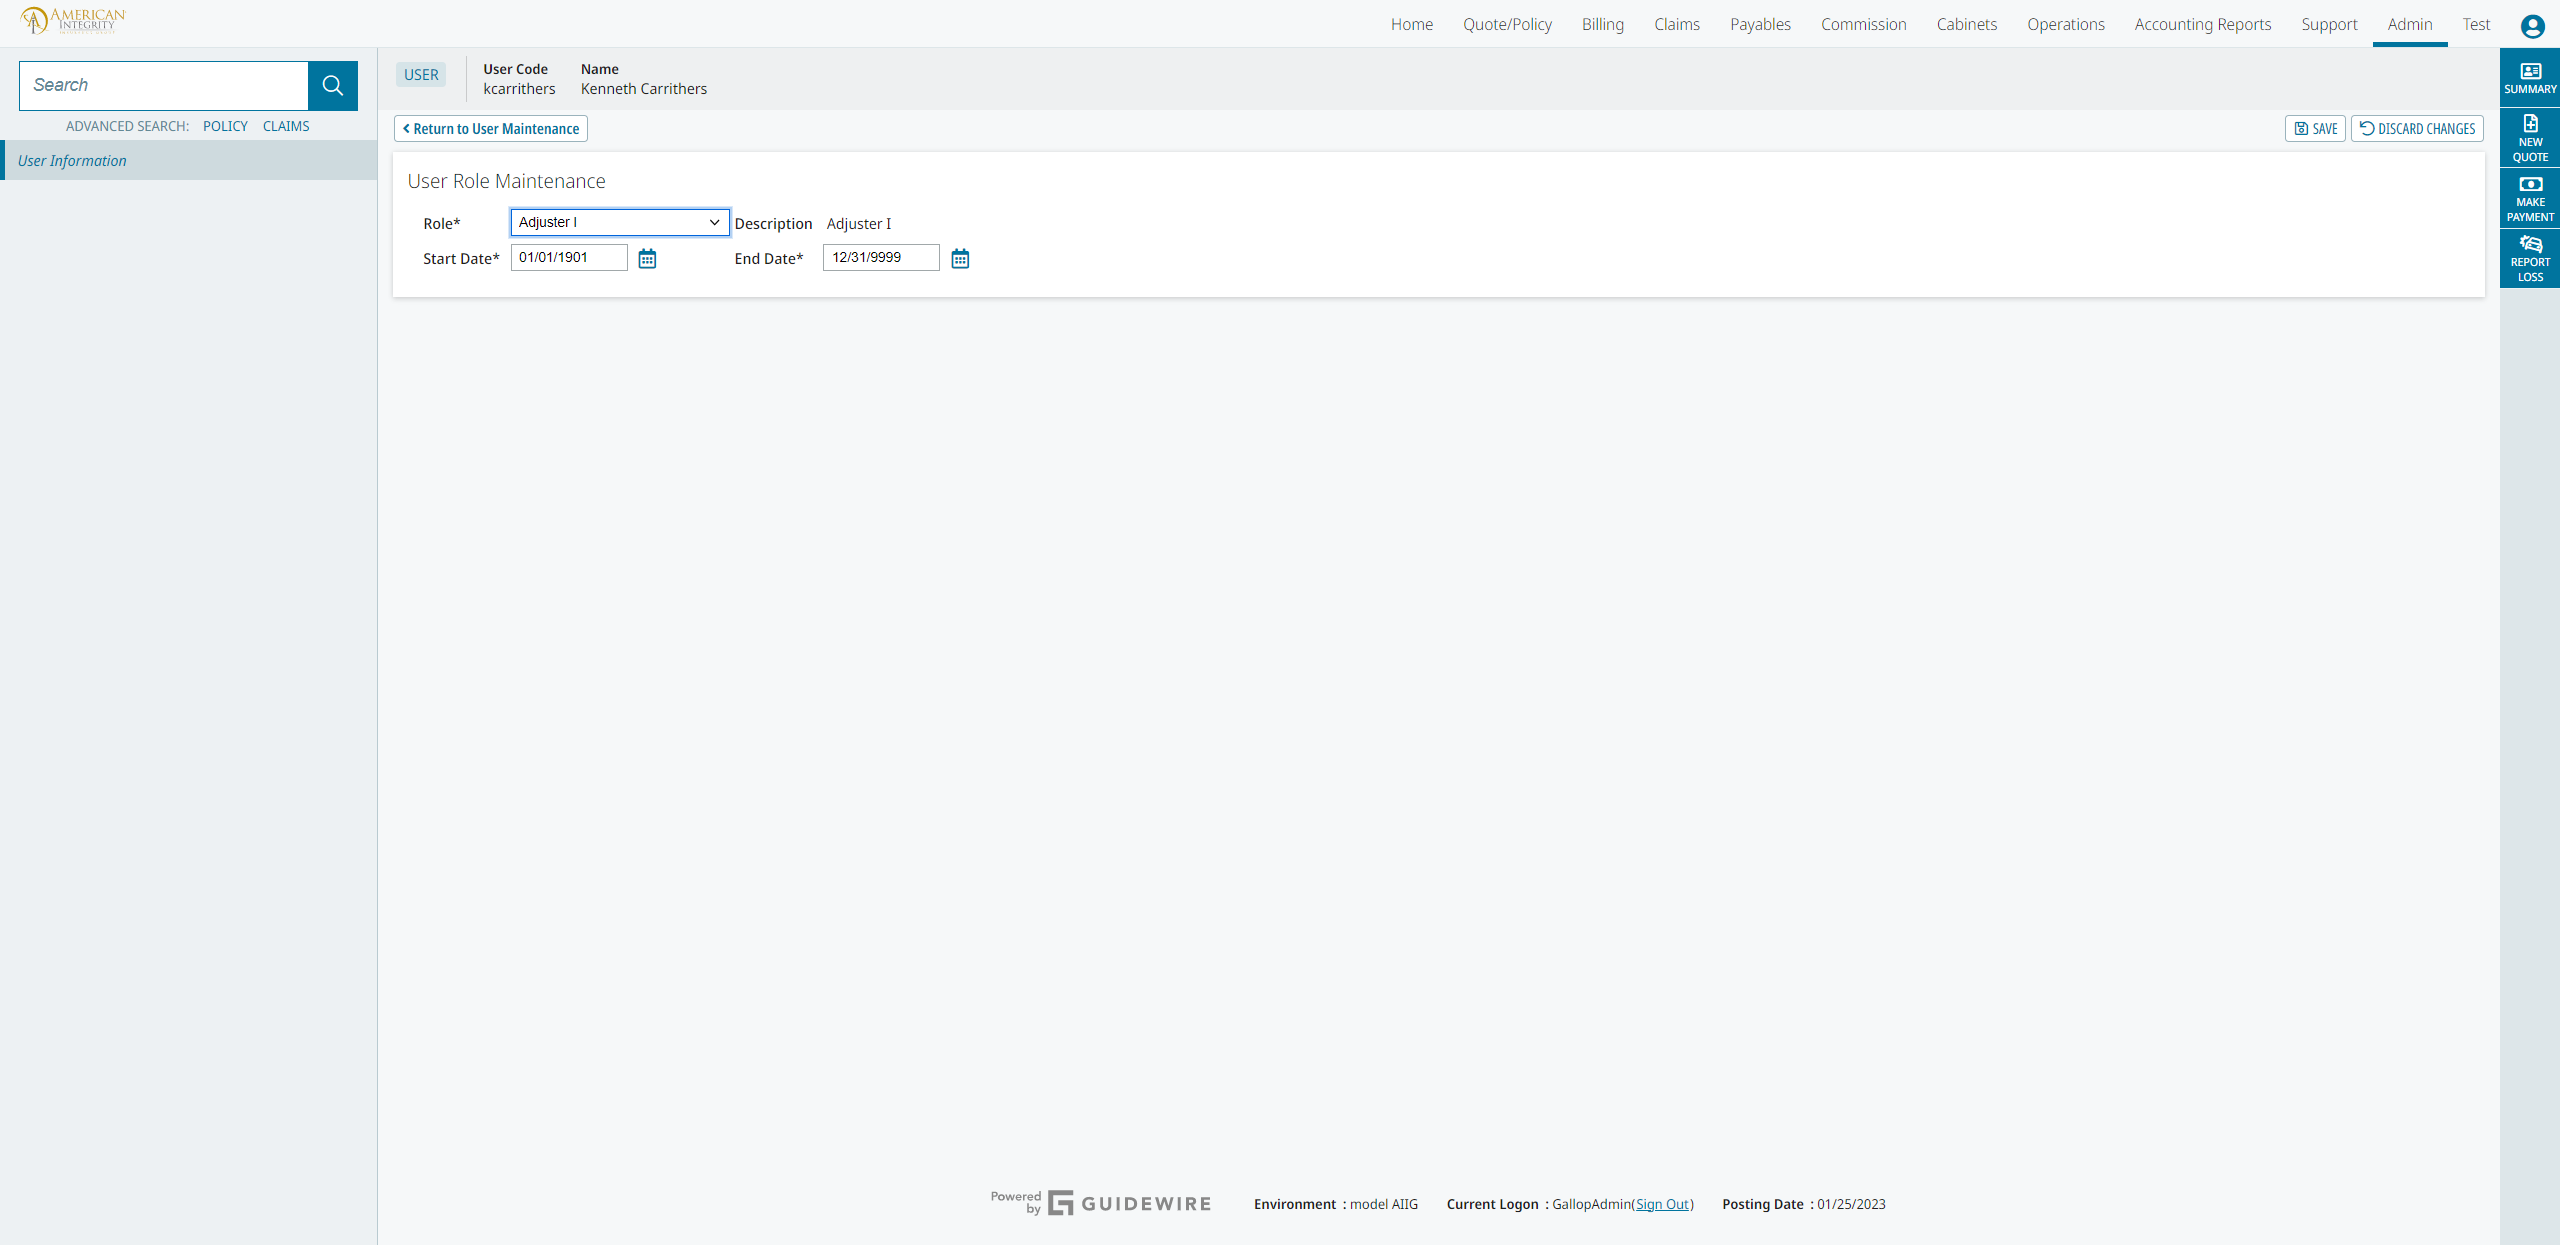 AMERICAN
INTEGRITY
Home Quote/Policy Billing Claims Payables Commission Cabinets Operations Accounting Reports Support Admin Test
Search
ADVANCED SEARCH: POLICY CLAIMS
User Information
USER
User Code Name
kcarrithers Kenneth Carrithers
Return to User Maintenance
SAVE DISCARD CHANGES
User Role Maintenance
Role* Adjuster I Description Adjuster I
Start Date* 01/01/1901 End Date* 12/31/9999
SUMMARY
NEW
QUOTE
MAKE
PAYMENT
REPORT
LOSS
Powered
by GUIDEWIRE
Environment : model AIIG Current Logon : GallopAdmin(Sign Out) Posting Date : 01/25/2023